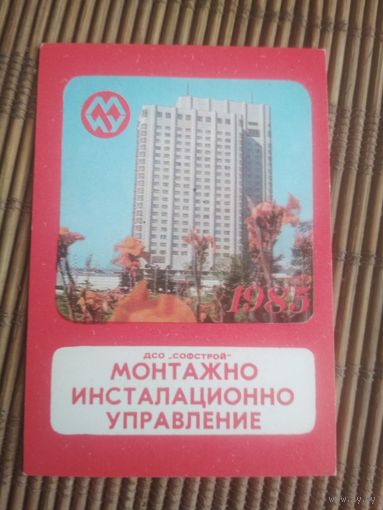 1985
ДСО „СОФСТРОЙ"
МОНТАЖНО
ИНСТАЛАЦИОННО
УПРАВЛЕНИЕ